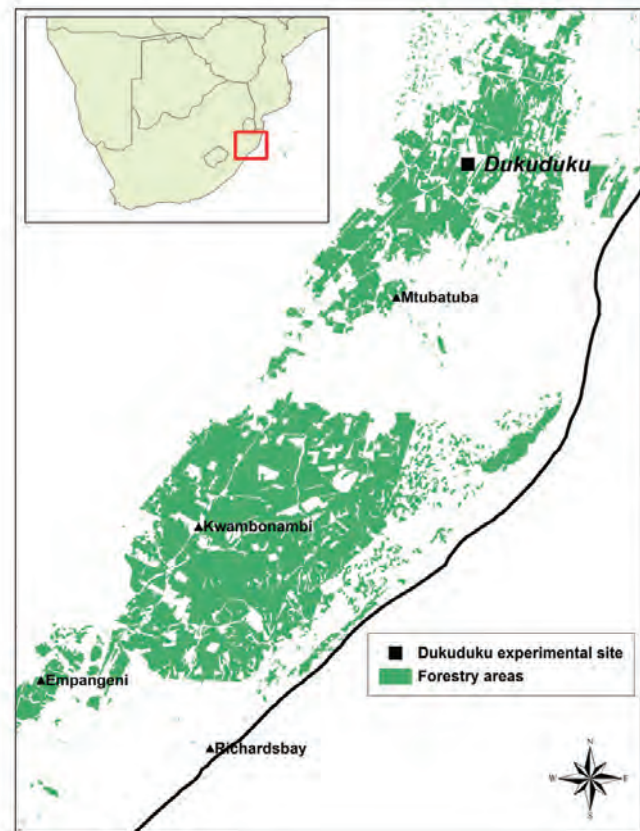 Dukuduku
Mtubatuba
Kwambonambi
Dukuduku experimental site
Forestry areas
Empangeni
Richardsbay
N
W
E
S